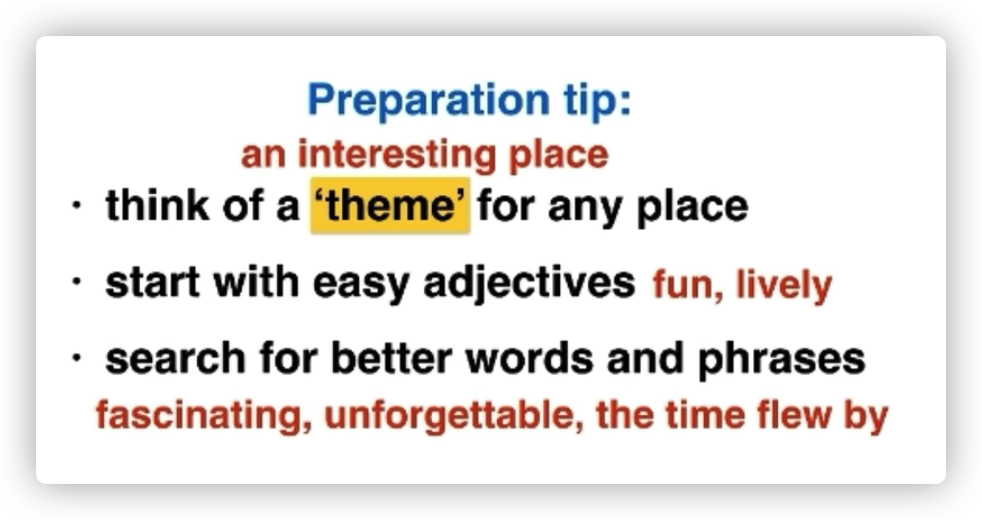 Preparation tip:
an interesting place
· think of a ‘theme’ for any place
· start with easy adjectives fun, lively
· search for better words and phrases
fascinating, unforgettable, the time flew by